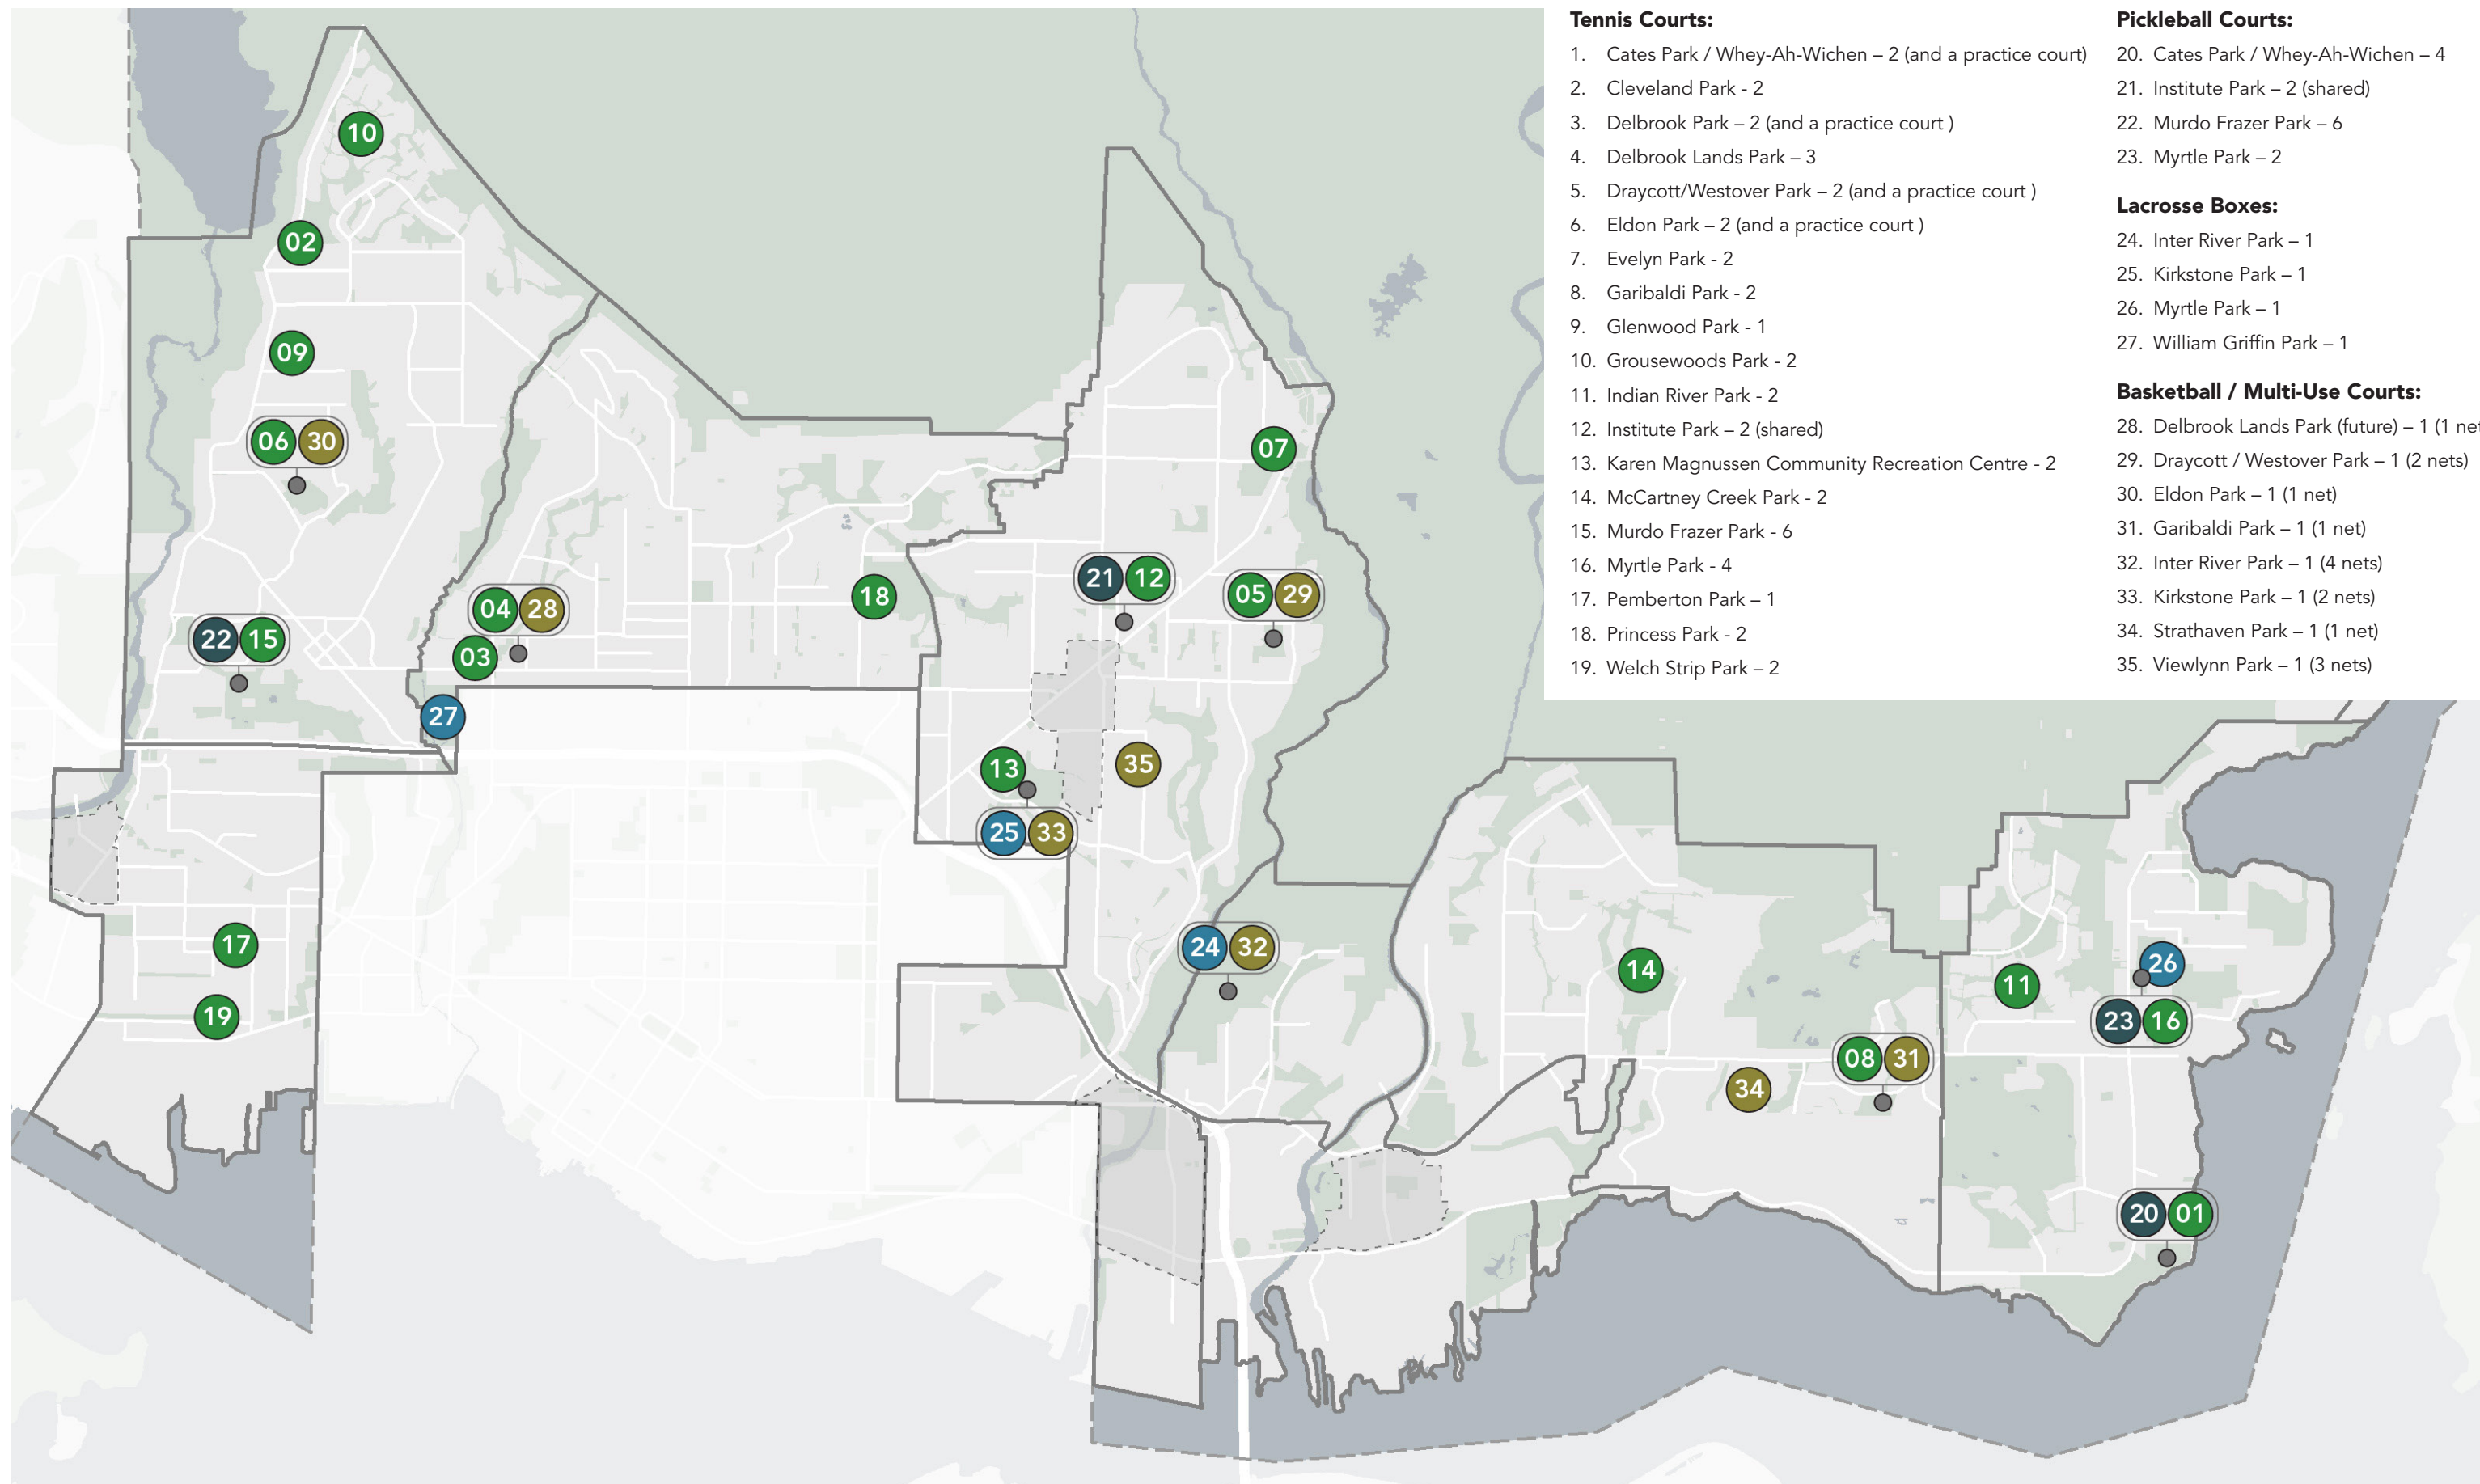 Tennis Courts:
1. Cates Park / Whey-Ah-Wichen – 2 (and a practice court)
2. Cleveland Park - 2
3. Delbrook Park – 2 (and a practice court )
4. Delbrook Lands Park – 3
5. Draycott/Westover Park – 2 (and a practice court )
6. Eldon Park – 2 (and a practice court )
7. Evelyn Park - 2
8. Garibaldi Park - 2
9. Glenwood Park - 1
10. Grousewoods Park - 2
11. Indian River Park - 2
12. Institute Park – 2 (shared)
13. Karen Magnussen Community Recreation Centre - 2
14. McCartney Creek Park - 2
15. Murdo Frazer Park - 6
16. Myrtle Park - 4
17. Pemberton Park – 1
18. Princess Park - 2
19. Welch Strip Park – 2
Pickleball Courts:
20. Cates Park / Whey-Ah-Wichen – 4
21. Institute Park – 2 (shared)
22. Murdo Frazer Park – 6
23. Myrtle Park – 2
Lacrosse Boxes:
24. Inter River Park – 1
25. Kirkstone Park – 1
26. Myrtle Park – 1
27. William Griffin Park – 1
Basketball / Multi-Use Courts:
28. Delbrook Lands Park (future) – 1 (1 net
29. Draycott / Westover Park – 1 (2 nets)
30. Eldon Park – 1 (1 net)
31. Garibaldi Park – 1 (1 net)
32. Inter River Park – 1 (4 nets)
33. Kirkstone Park – 1 (2 nets)
34. Strathaven Park – 1 (1 net)
35. Viewlynn Park – 1 (3 nets)
10
02
09
06 30
07
21 12
05 29
18
04 28
22 15
03
27
13
35
25 33
17
24 32
26
14
11
19
23 16
08 31
34
20 01